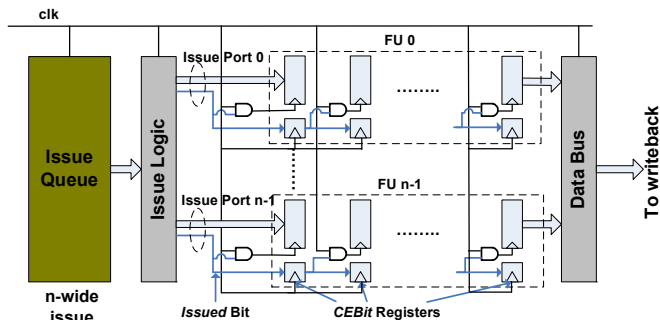 clk
FU 0
Issue Port 0
........
Issue
Queue
Issue Logic
Data Bus
To writeback
FU n-1
Issue Port n-1
........
n-wide
issue
Issued Bit
CEBit Registers